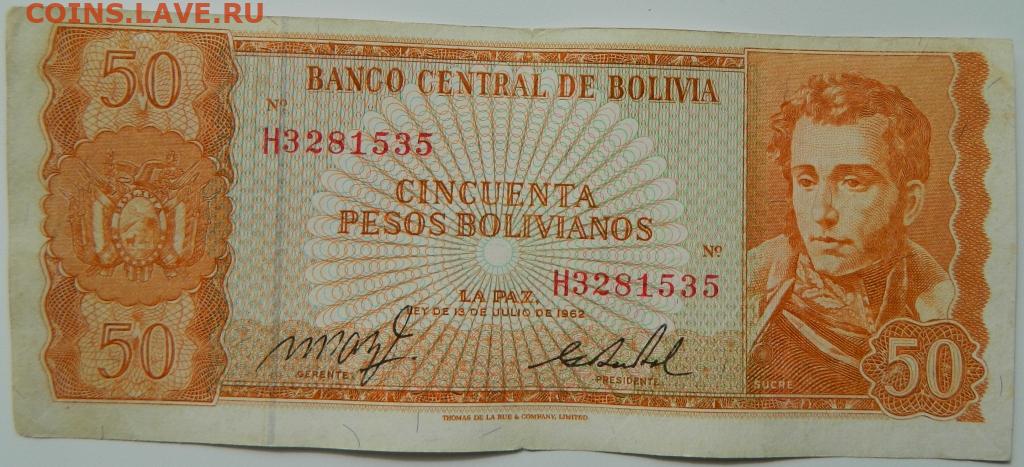 COINS.LAVE.RU
50
BANCO CENTRAL DE BOLIVIA
Nº
H3281535
CINCUENTA
PESOS BOLIVIANOS
Nº
H3281535
LA PAZ,
LEY DE 13 DE JULIO DE 1962
50
GERENTE.
PRESIDENTE.
SUCRE
50
THOMAS DE LA RUE & COMPANY, LIMITED.